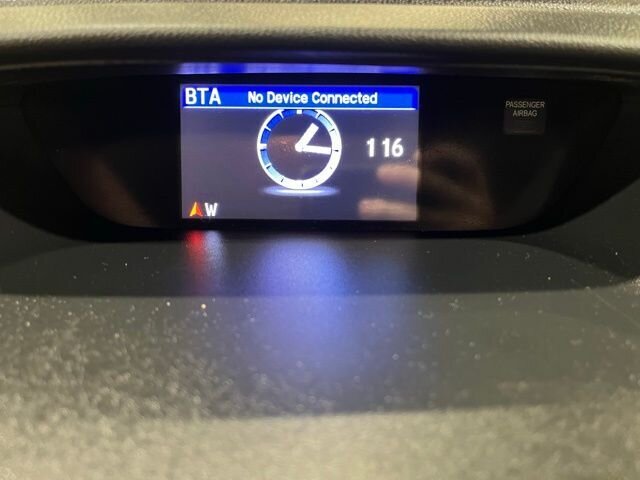 BTA No Device Connected
PASSENGER
AIRBAG
1 16
W